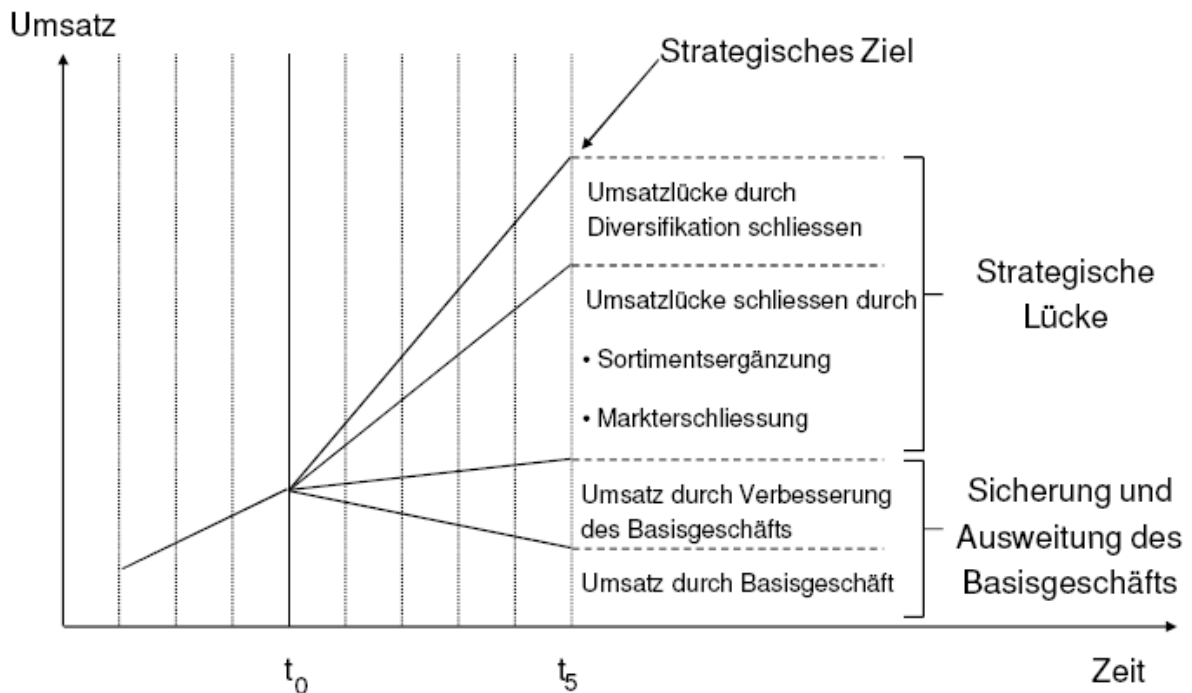 Umsatz
Strategisches Ziel
Umsatzlücke durch
Diversifikation schliessen
Umsatzlücke schliessen durch
• Sortimentsergänzung
• Markterschliessung
Strategische
Lücke
Umsatz durch Verbesserung
des Basisgeschäfts
Umsatz durch Basisgeschäft
Sicherung und
Ausweitung des
Basisgeschäfts
t0
t5
Zeit